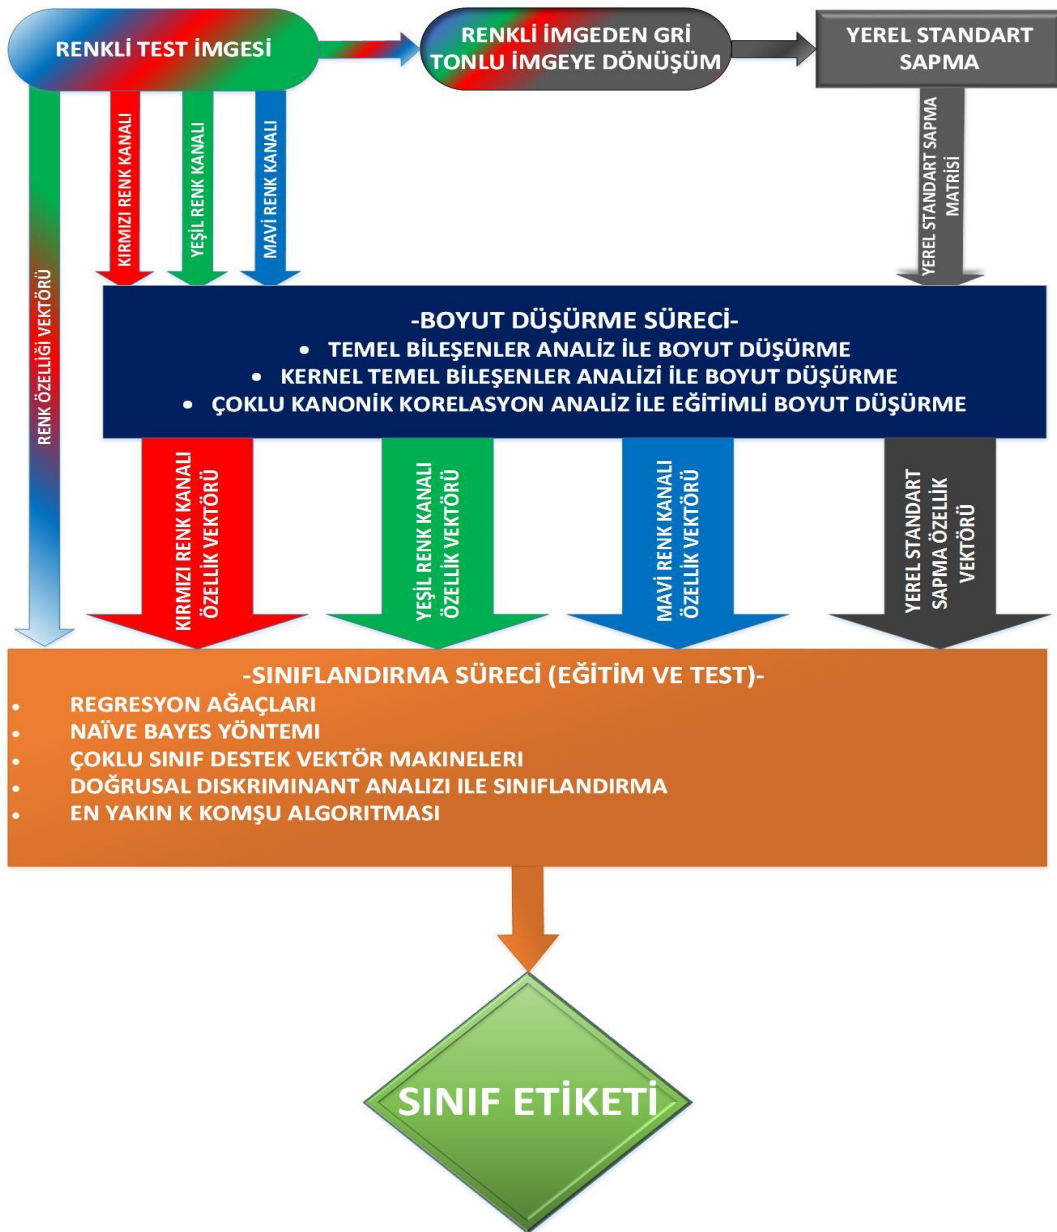 RENKLİ TEST İMGESİ
RENKLİ İMGEDEN GRİ
TONLU İMGEYE DÖNÜŞÜM
YEREL STANDART
SAPMA
RENK ÖZELLİĞİ VEKTÖRÜ
KIRMIZI RENK KANALI
YEŞİL RENK KANALI
MAVİ RENK KANALI
YEREL STANDART SAPMA
MATRİSİ
-BOYUT DÜŞÜRME SÜRECİ-
• TEMEL BİLEŞENLER ANALİZ İLE BOYUT DÜŞÜRME
• KERNEL TEMEL BİLEŞENLER ANALİZİ İLE BOYUT DÜŞÜRME
• ÇOKLU KANONİK KORELASYON ANALİZ İLE EĞİTİMLİ BOYUT DÜŞÜRME
KIRMIZI RENK KANALI
ÖZELLİK VEKTÖRÜ
YEŞİL RENK KANALI
ÖZELLİK VEKTÖRÜ
MAVİ RENK KANALI
ÖZELLİK VEKTÖRÜ
YEREL STANDART
SAPMA ÖZELLİK
VEKTÖRÜ
-SINIFLANDIRMA SÜRECİ (EĞİTİM VE TEST)-
• REGRESYON AĞAÇLARI
• NAÏVE BAYES YÖNTEMI
• ÇOKLU SINIF DESTEK VEKTÖR MAKINELERI
• DOĞRUSAL DISKRIMINANT ANALIZI ILE SINIFLANDIRMA
• EN YAKIN K KOMŞU ALGORITMASI
SINIF ETİKETİ